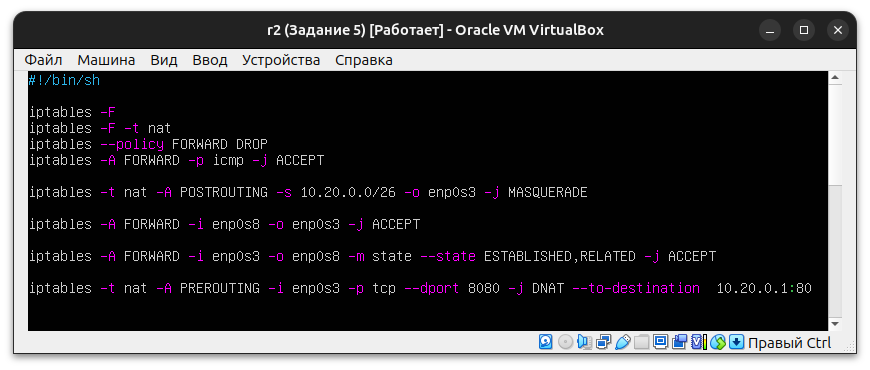 r2 (Задание 5) [Работает] - Oracle VM VirtualBox
Файл Машина Вид Ввод Устройства Справка
#!/bin/sh
iptables -F
iptables -F -t nat
iptables --policy FORWARD DROP
iptables -A FORWARD -p icmp -j ACCEPT
iptables -t nat -A POSTROUTING -s 10.20.0.0/26 -o enp0s3 -j MASQUERADE
iptables -A FORWARD -i enp0s8 -o enp0s3 -j ACCEPT
iptables -A FORWARD -i enp0s3 -o enp0s8 -m state --state ESTABLISHED,RELATED -j ACCEPT
iptables -t nat -A PREROUTING -i enp0s3 -p tcp --dport 8080 -j DNAT --to-destination  10.20.0.1:80
Правый Ctrl